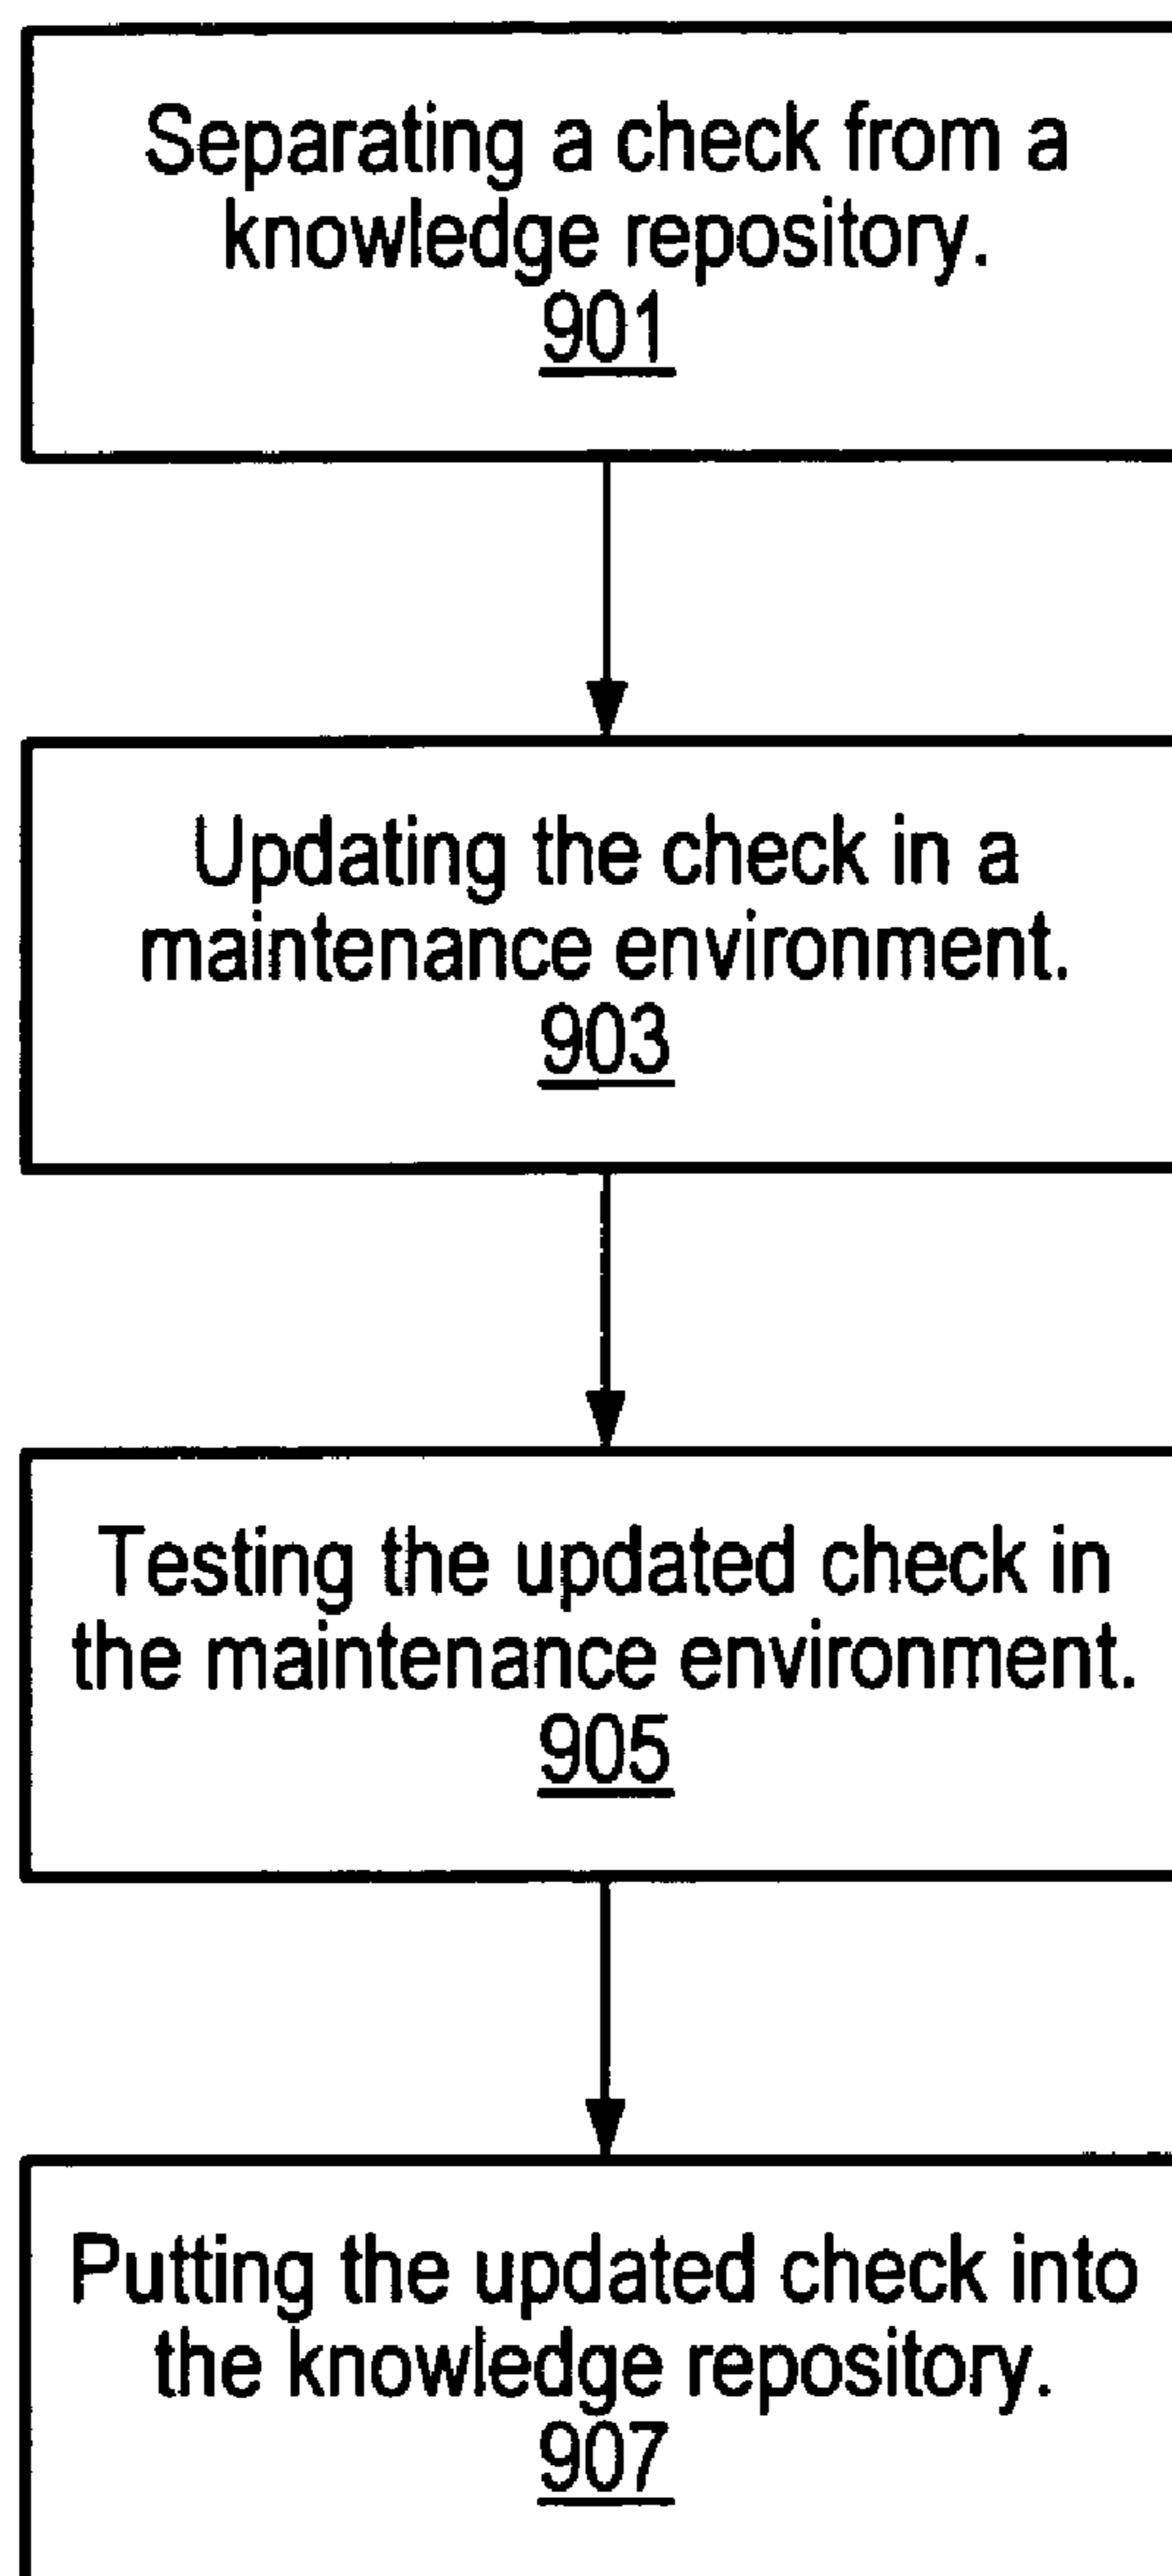 Separating a check from a
knowledge repository.
901
Updating the check in a
maintenance environment.
903
Testing the updated check in
the maintenance environment.
905
Putting the updated check into
the knowledge repository.
907